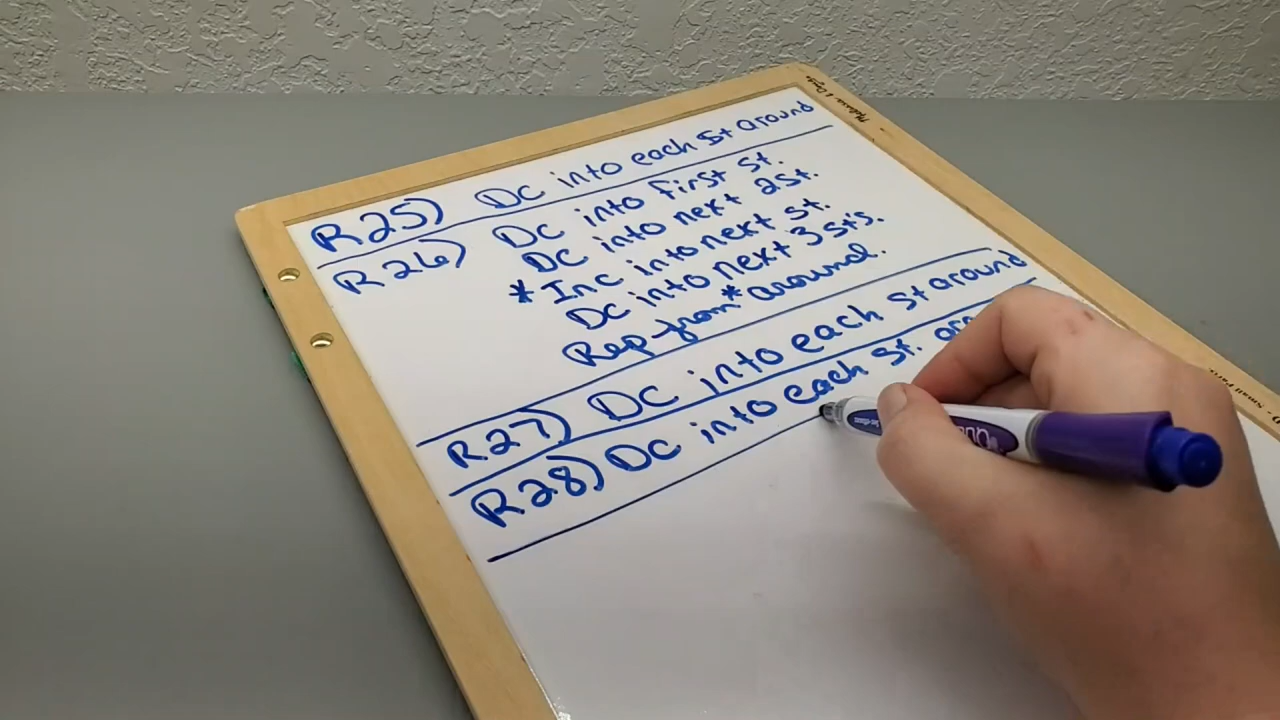 R25) DC into each St around
R26) DC into first St.
DC into next 2St.
* Inc into next St.
DC into next 3 St's.
Rep from * around.
R27) DC into each St around
R28) DC into each St.